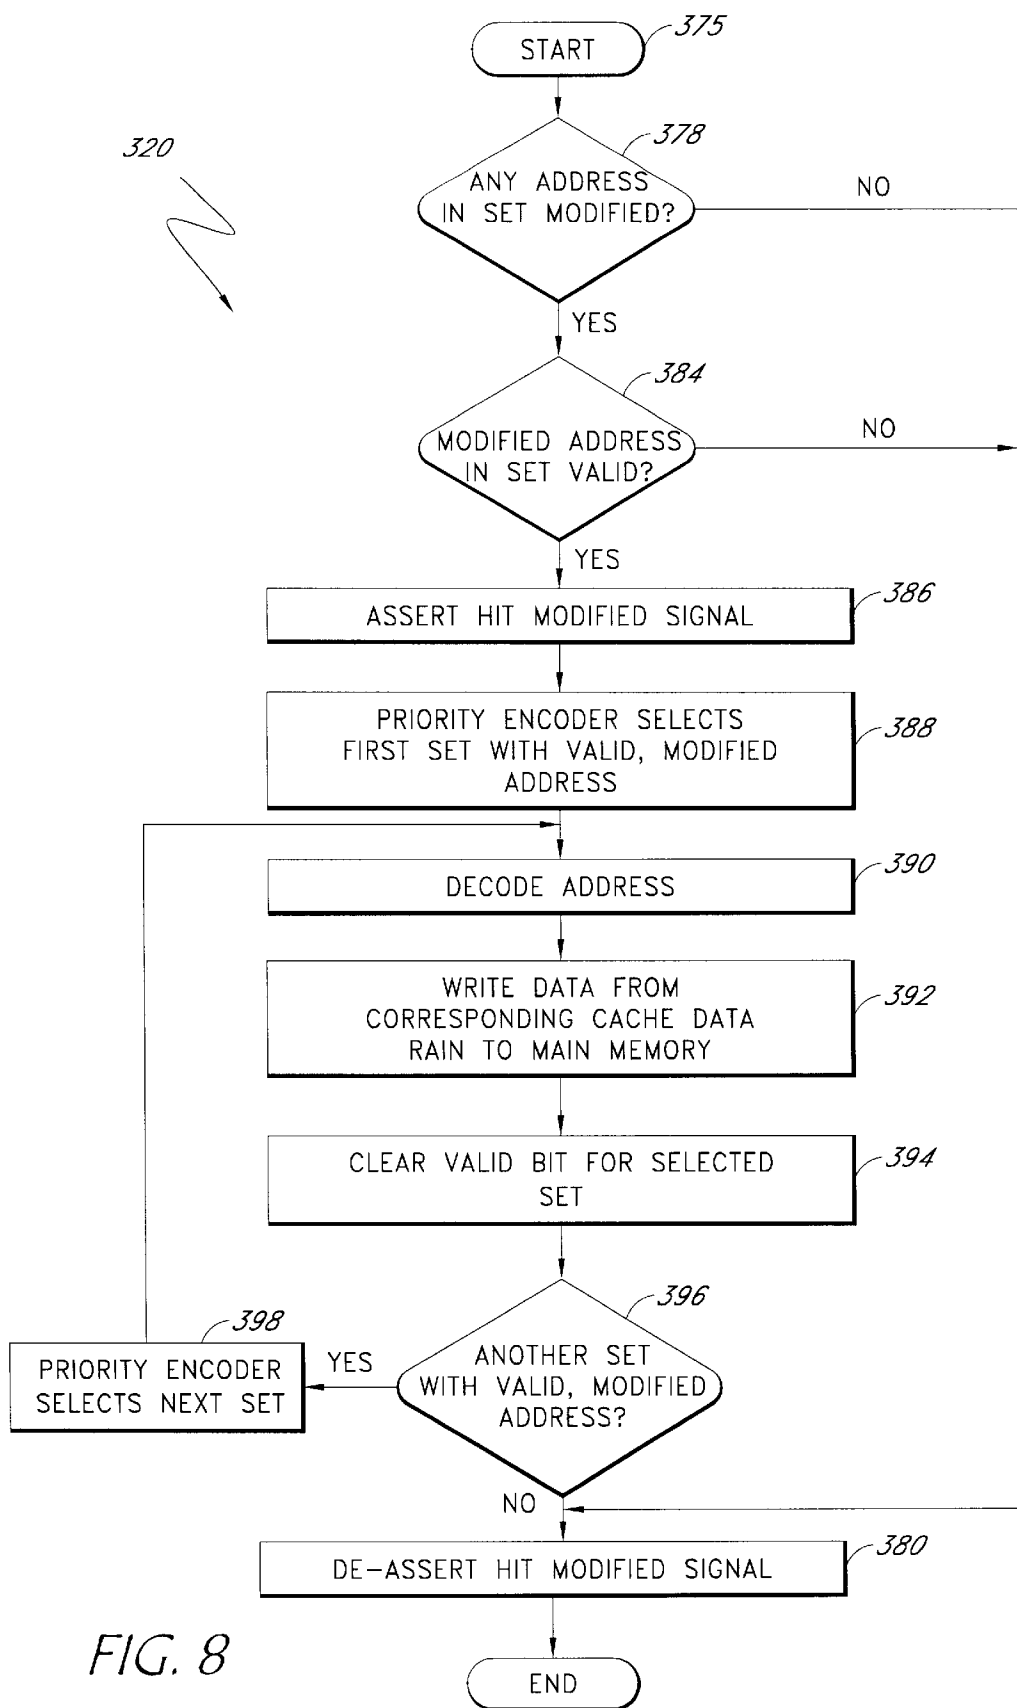 START
375
320
378
ANY ADDRESS
IN SET MODIFIED?
NO
YES
384
MODIFIED ADDRESS
IN SET VALID?
NO
YES
386
ASSERT HIT MODIFIED SIGNAL
388
PRIORITY ENCODER SELECTS
FIRST SET WITH VALID, MODIFIED
ADDRESS
390
DECODE ADDRESS
392
WRITE DATA FROM
CORRESPONDING CACHE DATA
RAIN TO MAIN MEMORY
394
CLEAR VALID BIT FOR SELECTED
SET
396
ANOTHER SET
WITH VALID, MODIFIED
ADDRESS?
YES
398
PRIORITY ENCODER
SELECTS NEXT SET
NO
380
DE-ASSERT HIT MODIFIED SIGNAL
END
FIG. 8